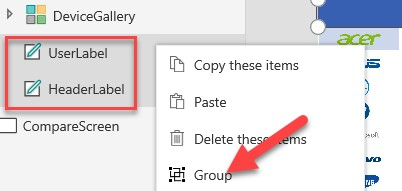 DeviceGallery
UserLabel
HeaderLabel
CompareScreen
Copy these items
Paste
Delete these items
Group
acer